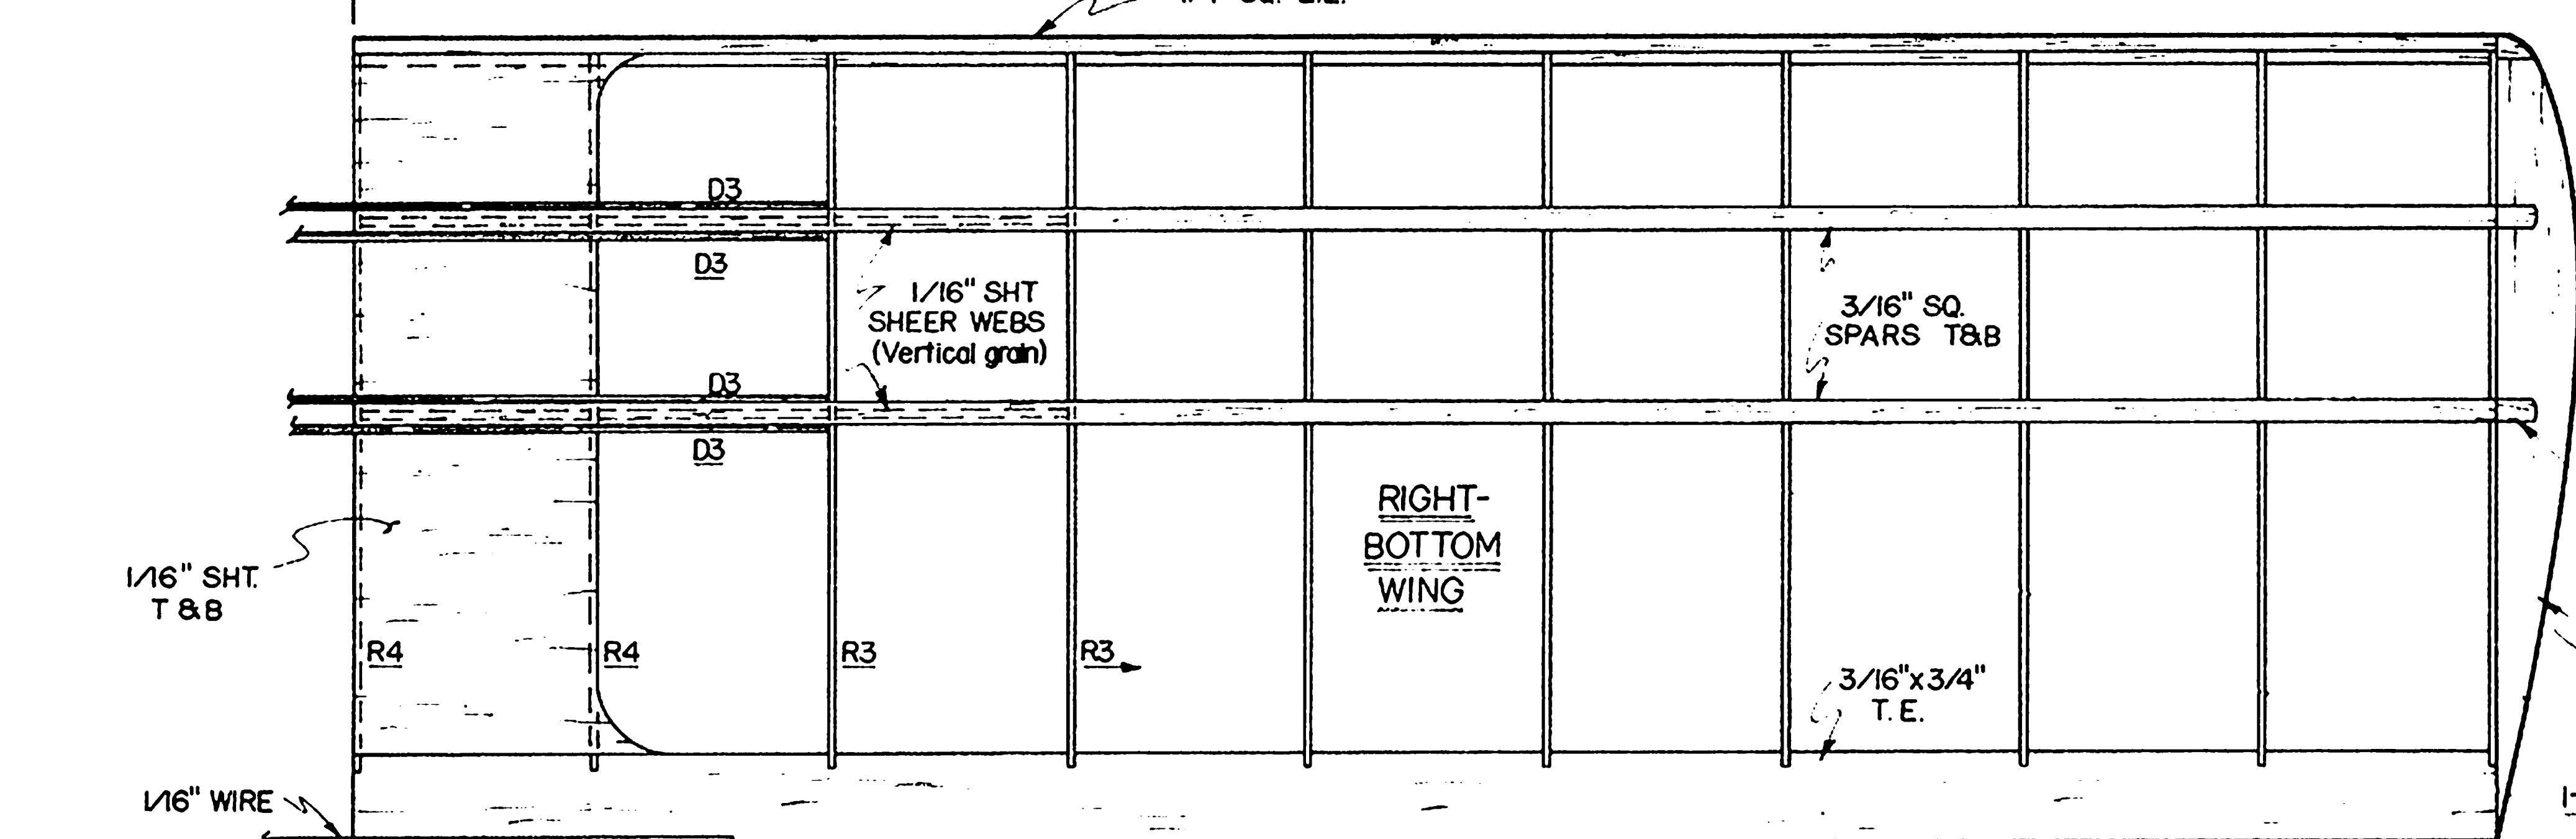 D3
D3
1/16" SHT
SHEER WEBS
(Vertical grain)
3/16" SQ.
SPARS T&B
D3
D3
RIGHT-
BOTTOM
WING
1/16" SHT.
T&B
R4
R4
R3
R3
3/16"x3/4"
T.E.
1/16" WIRE